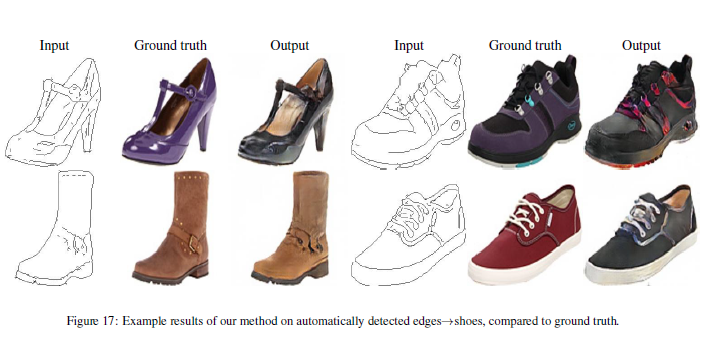 Input Ground truth Output Input Ground truth Output
Figure 17: Example results of our method on automatically detected edges→shoes, compared to ground truth.